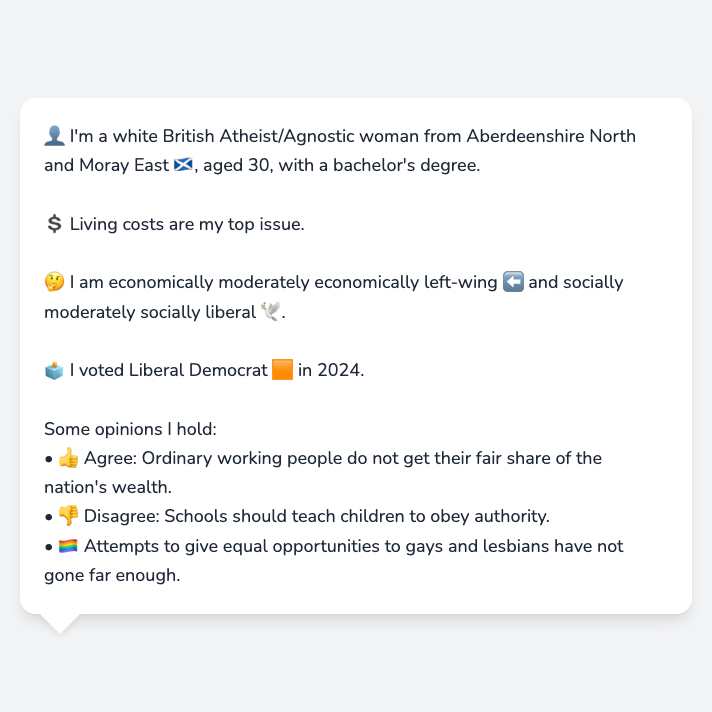 👤 I'm a white British Atheist/Agnostic woman from Aberdeenshire North
and Moray East 🏴󠁧󠁢󠁳󠁣󠁴󠁿, aged 30, with a bachelor's degree.
💲 Living costs are my top issue.
🤔 I am economically moderately economically left-wing ⬅️ and socially
moderately socially liberal 🕊️.
🗳️ I voted Liberal Democrat 🟧 in 2024.
Some opinions I hold:
• 👍 Agree: Ordinary working people do not get their fair share of the
nation's wealth.
• 👎 Disagree: Schools should teach children to obey authority.
• 🏳️‍🌈 Attempts to give equal opportunities to gays and lesbians have not
gone far enough.